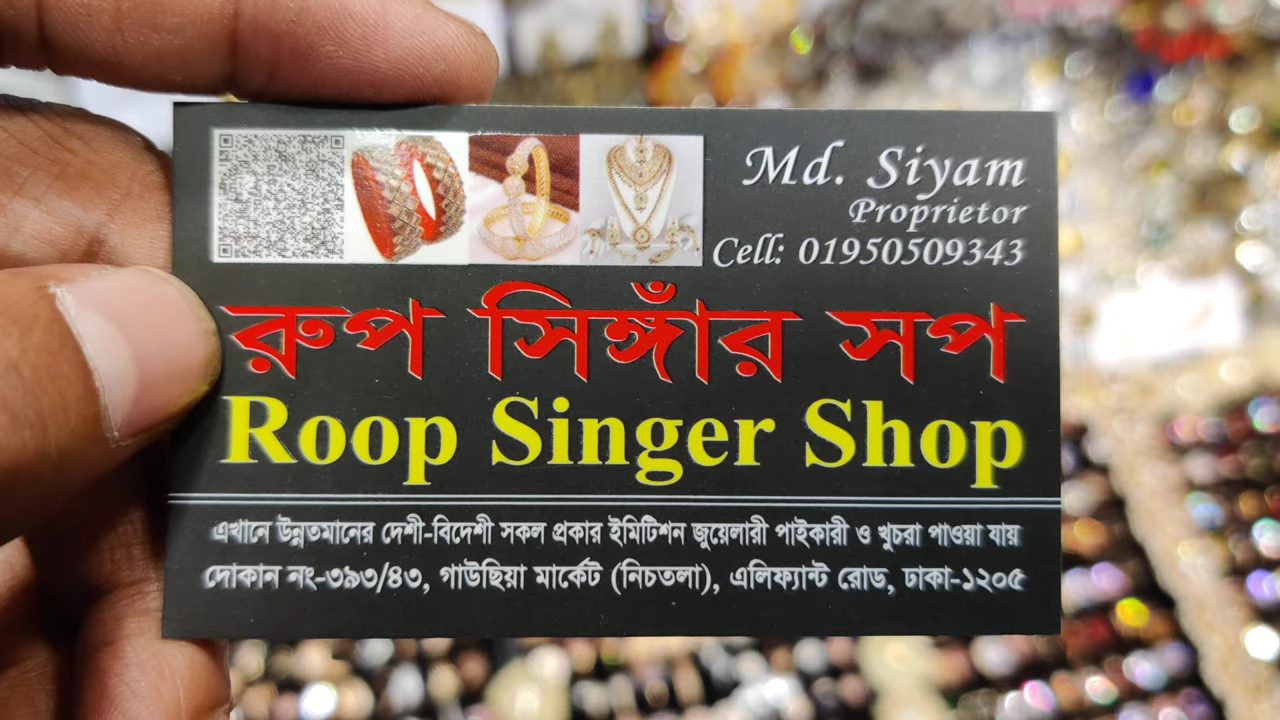 Md. Siyam
Proprietor
Cell: 01950509343
রুপ সিঙ্গাঁর সপ
Roop Singer Shop
এখানে উন্নতমানের দেশী-বিদেশী সকল প্রকার ইমিটিশন জুয়েলারী পাইকারী ও খুচরা পাওয়া যায়
দোকান নং-৩৯৩/৪৩, গাউছিয়া মার্কেট (নিচতলা), এলিফ্যান্ট রোড, ঢাকা-১২০৫